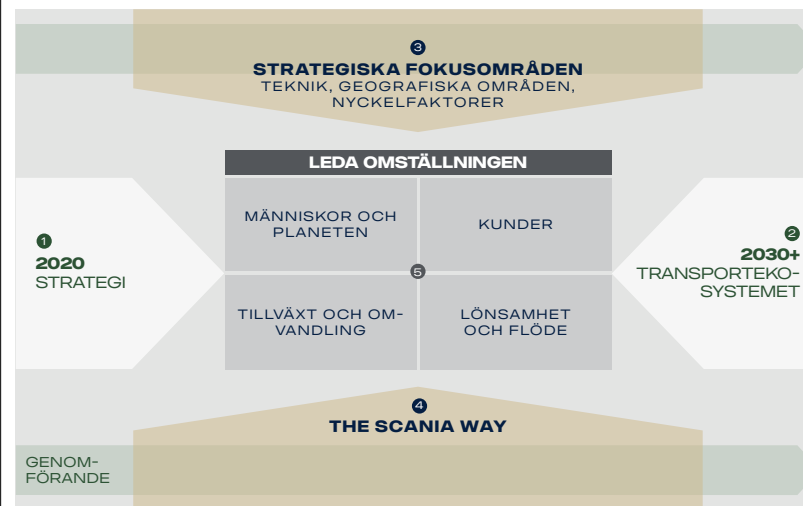 3
STRATEGISKA FOKUSOMRÅDEN
TEKNIK, GEOGRAFISKA OMRÅDEN,
NYCKELFAKTORER
LEDA OMSTÄLLNINGEN
MÄNNISKOR OCH
PLANETEN
KUNDER
1
2020
STRATEGI
2
2030+
TRANSPORTEKO-
SYSTEMET
5
TILLVÄXT OCH OM-
VANDLING
LÖNSAMHET
OCH FLÖDE
4
THE SCANIA WAY
GENOM-
FÖRANDE